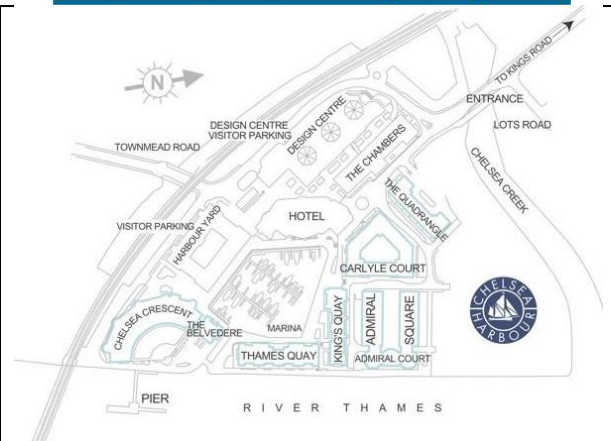 N
TO KINGS ROAD
ENTRANCE
LOTS ROAD
DESIGN CENTRE
VISITOR PARKING
DESIGN CENTRE
TOWNMEAD ROAD
THE CHAMBERS
CHELSEA CREEK
THE QUADRANGLE
HOTEL
VISITOR PARKING
HARBOUR YARD
CARLYLE COURT
CHELSEA
HARBOUR
CHELSEA CRESCENT
THE
BELVEDERE
MARINA
KING'S QUAY
ADMIRAL
SQUARE
THAMES QUAY
ADMIRAL COURT
PIER
RIVER THAMES